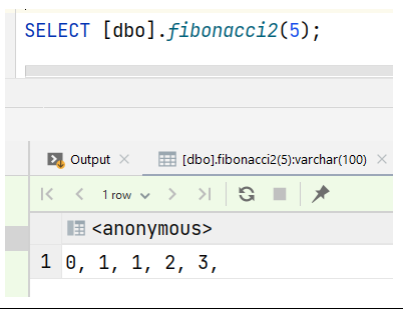 SELECT [dbo].fibonacci2(5);
Output [dbo].fibonacci2(5):varchar(100)
1 row
<anonymous>
1 0, 1, 1, 2, 3,